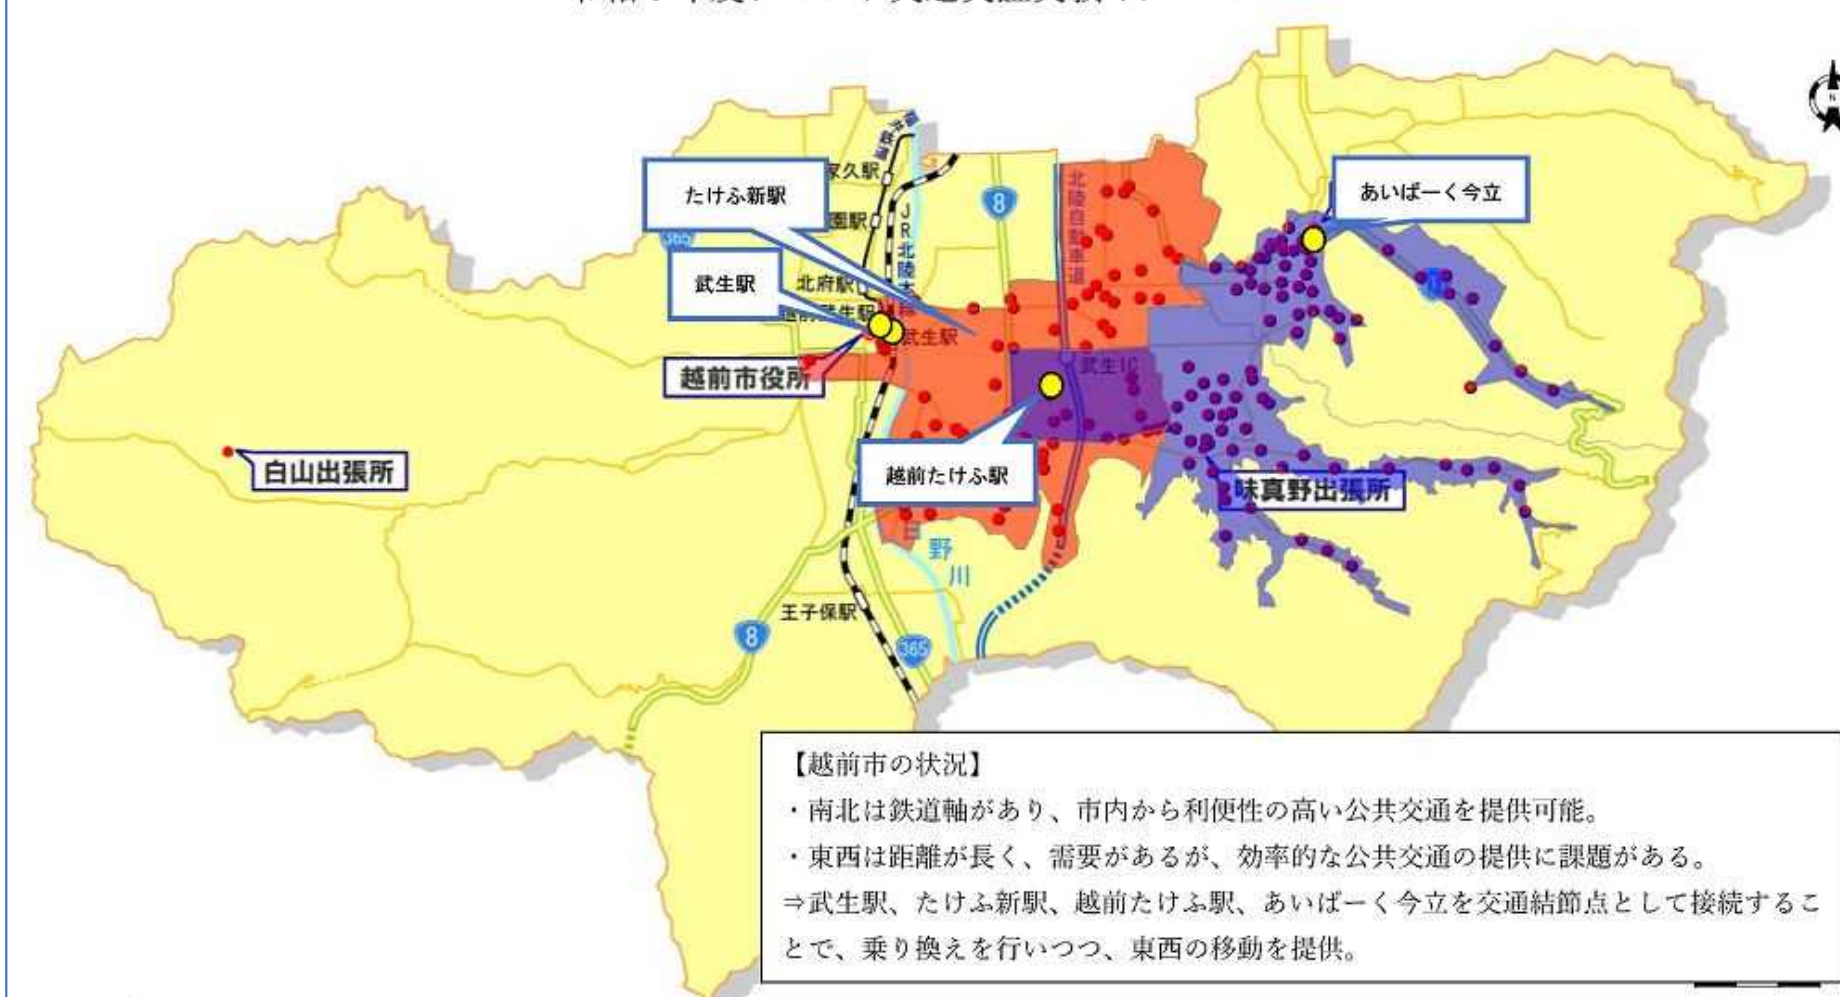 たけふ新駅
あいぱーく今立
8
北陸自動車道
365
武生駅
北府駅
武生駅
武生IC
越前市役所
越前たけふ駅
白山出張所
味真野出張所
日野川
王子保駅
8
365
【越前市の状況】
・南北は鉄道軸があり、市内から利便性の高い公共交通を提供可能。
・東西は距離が長く、需要があるが、効率的な公共交通の提供に課題がある。
⇒武生駅、たけふ新駅、越前たけふ駅、あいぱーく今立を交通結節点として接続するこ
とで、乗り換えを行いつつ、東西の移動を提供。